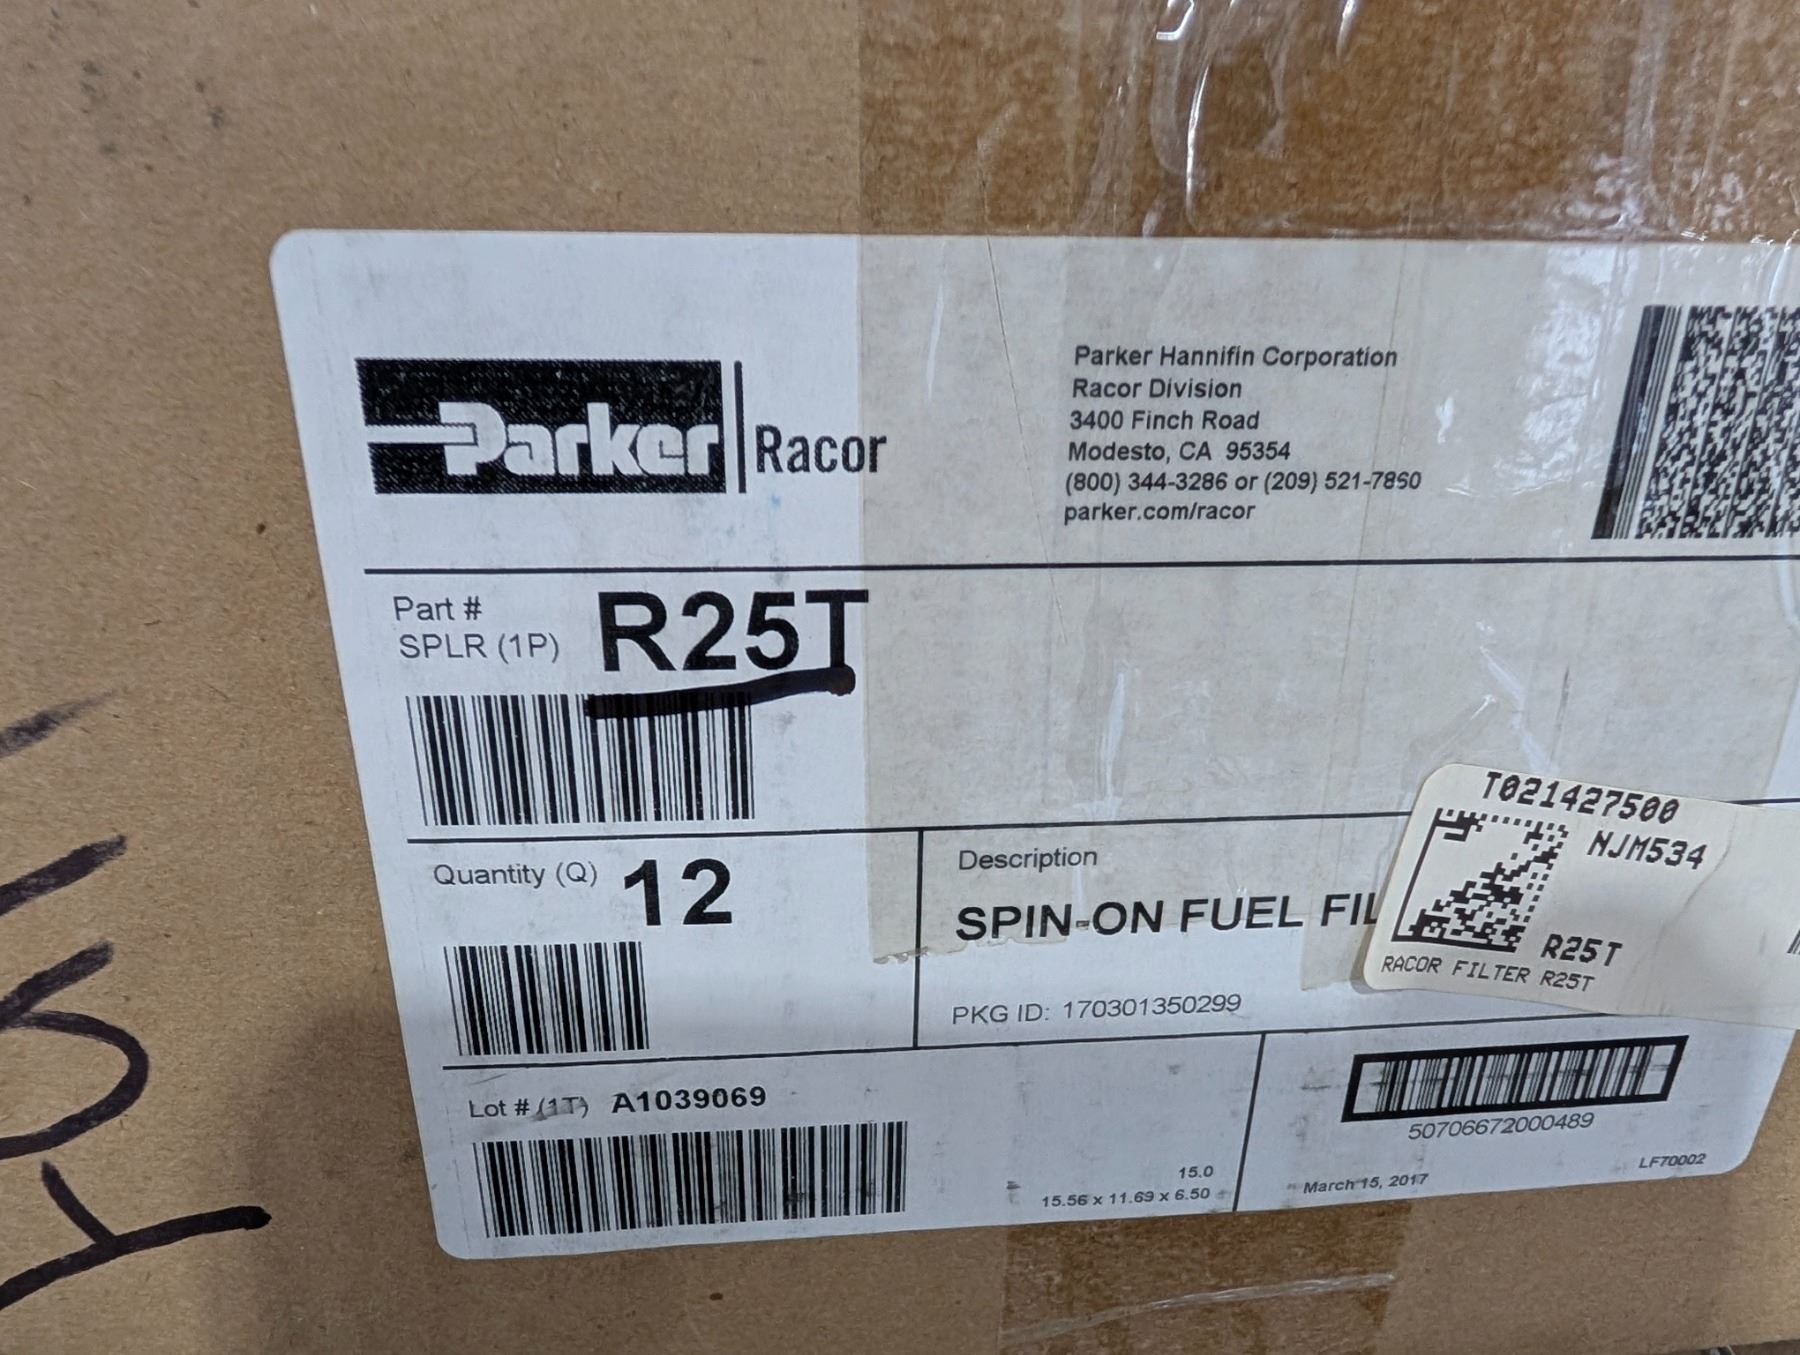 Parker Racor
Parker Hannifin Corporation
Racor Division
3400 Finch Road
Modesto, CA 95354
(800) 344-3286 or (209) 521-7860
parker.com/racor
Part #
SPLR (1P)
R25T
Quantity (Q) 12
Description
SPIN-ON FUEL FIL
PKG ID: 170301350299
T021427500
NJM534
R25T
RACOR FILTER R25T
Lot # (1T) A1039069
15.0
15.56 x 11.69 x 6.50
50706672000489
March 15, 2017
LF70002